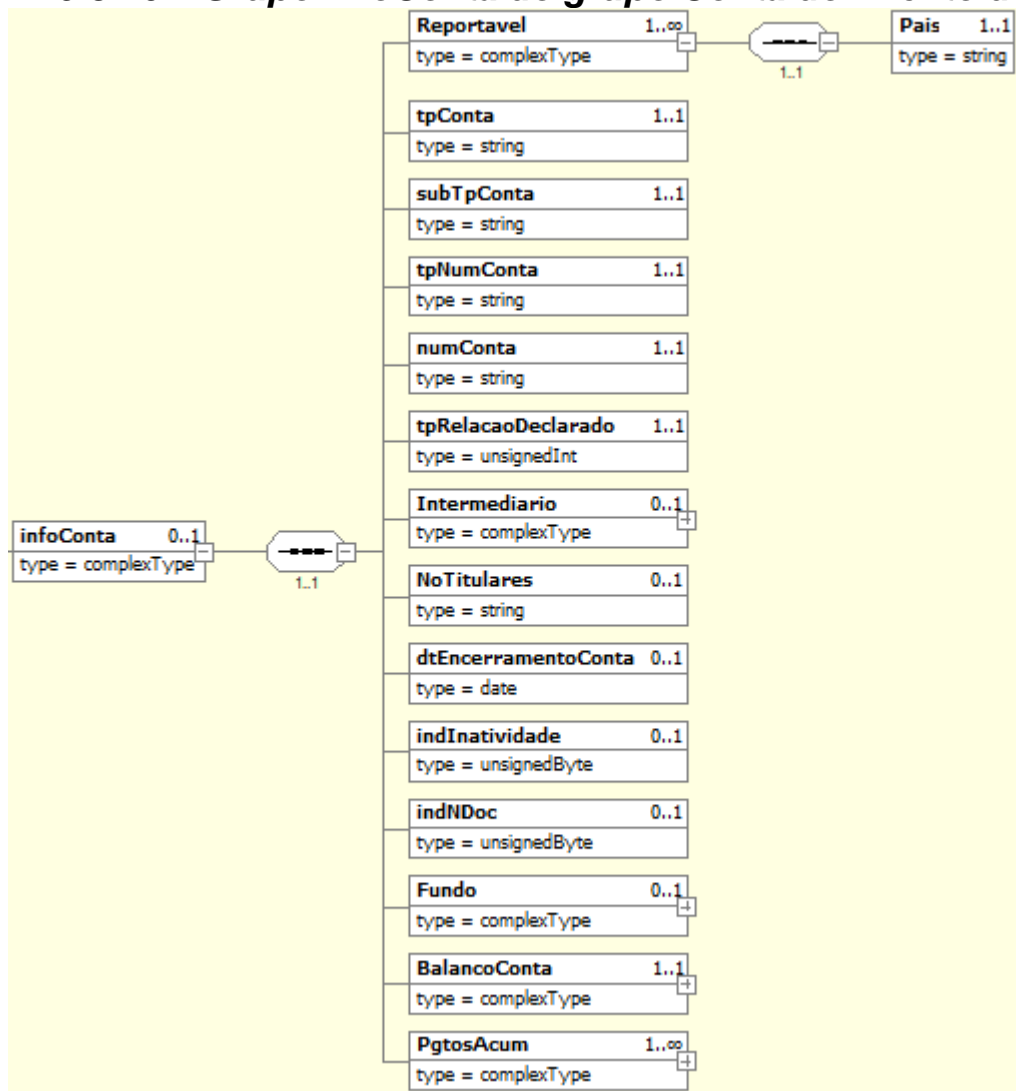 Reportavel 1..∞
type = complexType
1..1
Pais 1..1
type = string
tpConta 1..1
type = string
subTpConta 1..1
type = string
tpNumConta 1..1
type = string
numConta 1..1
type = string
tpRelacaoDeclarado 1..1
type = unsignedInt
infoConta 0..1
type = complexType
1..1
Intermediario 0..1
type = complexType
NoTitulares 0..1
type = string
dtEncerramentoConta 0..1
type = date
indInatividade 0..1
type = unsignedByte
indNDoc 0..1
type = unsignedByte
Fundo 0..1
type = complexType
BalancoConta 1..1
type = complexType
PgtosAcum 1..∞
type = complexType